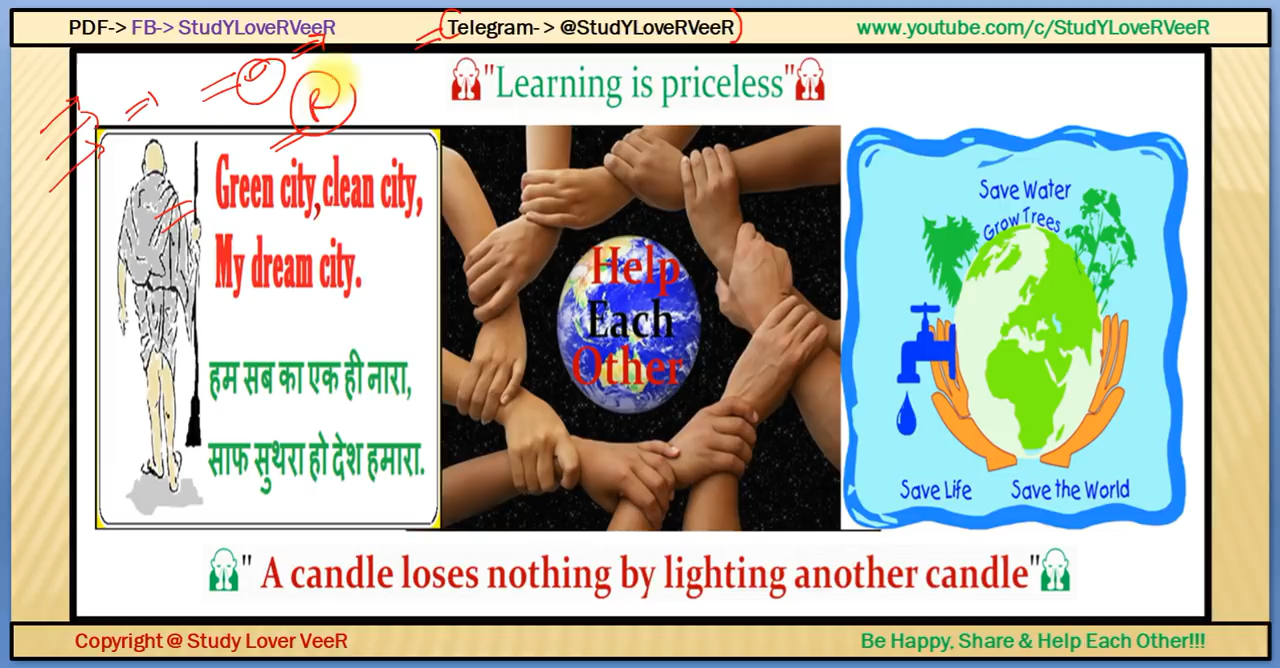 PDF-> FB-> StudYLoveRVeeR
Telegram-> @StudYLoveRVeeR
www.youtube.com/c/StudYLoveRVeeR
"Learning is priceless"
R
Green city, clean city,
My dream city.
हम सब का एक ही नारा,
साफ सुथरा हो देश हमारा.
Help
Each
Other
Save Water
Grow Trees
Save Life
Save the World
" A candle loses nothing by lighting another candle"
Copyright @ Study Lover VeeR
Be Happy, Share & Help Each Other!!!